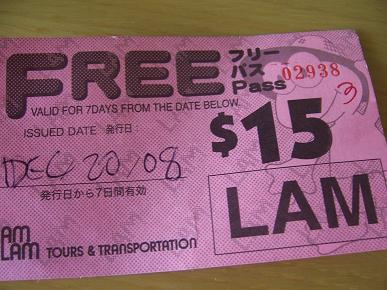 FREE フリーパス Pass
02938
VALID FOR 7DAYS FROM THE DATE BELOW.
3
ISSUED DATE 発行日:
$15
DEC 20/08
発行日から7日間有効
LAM
LAM LAM TOURS & TRANSPORTATION